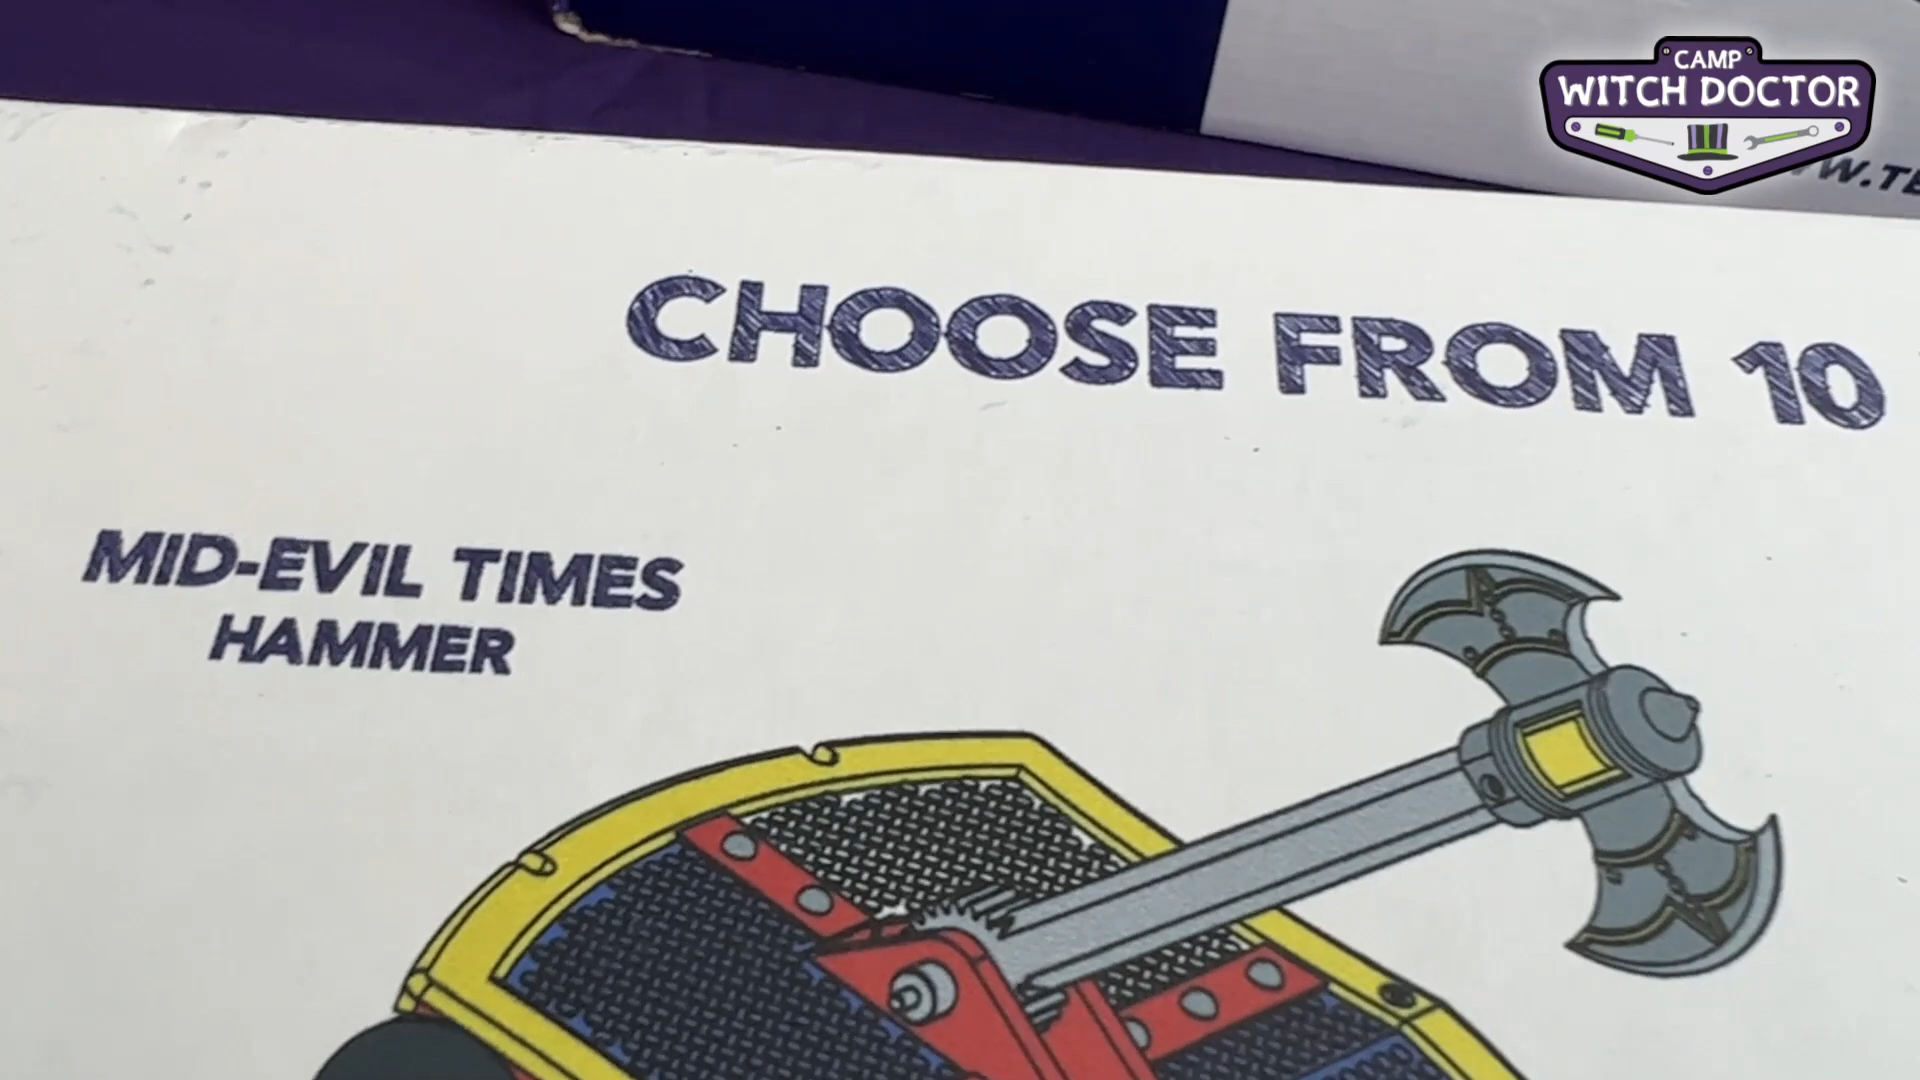 CAMP
WITCH DOCTOR
CHOOSE FROM 10
MID-EVIL TIMES
HAMMER